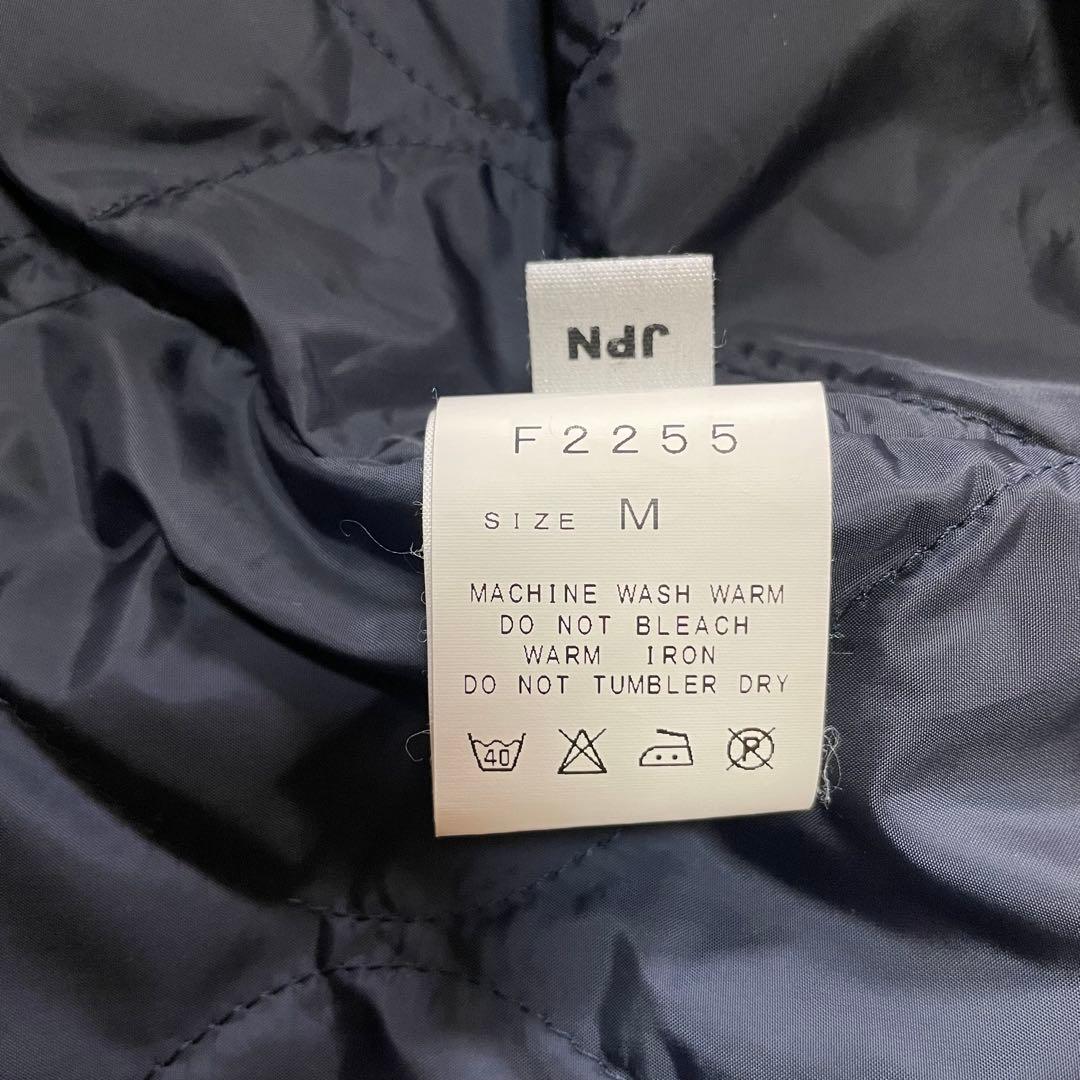 JPN
F2255
SIZE M
MACHINE WASH WARM
DO NOT BLEACH
WARM IRON
DO NOT TUMBLER DRY
40 P